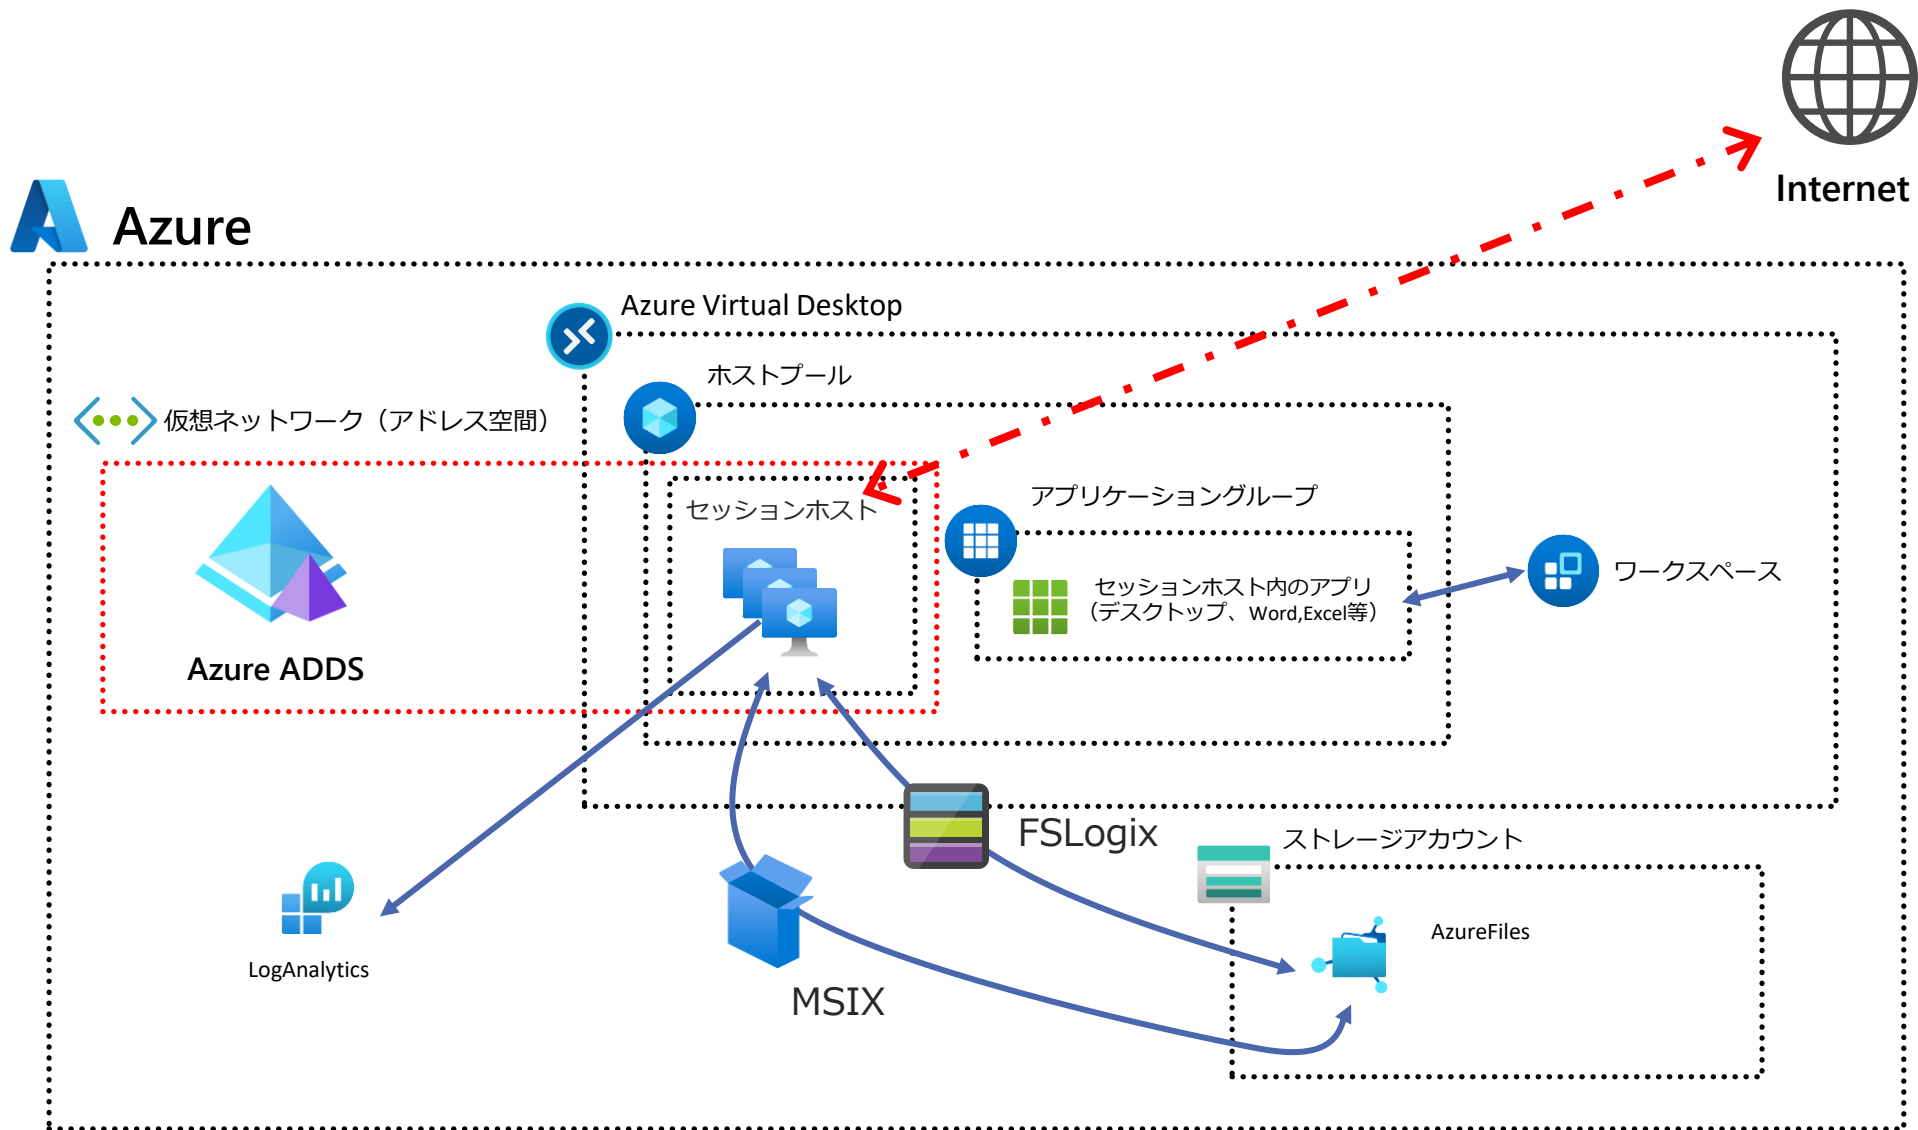 Internet
Azure
Azure Virtual Desktop
ホストプール
仮想ネットワーク（アドレス空間）
セッションホスト
アプリケーショングループ
セッションホスト内のアプリ
（デスクトップ、Word,Excel等）
ワークスペース
Azure ADDS
FSLogix
ストレージアカウント
AzureFiles
LogAnalytics
MSIX